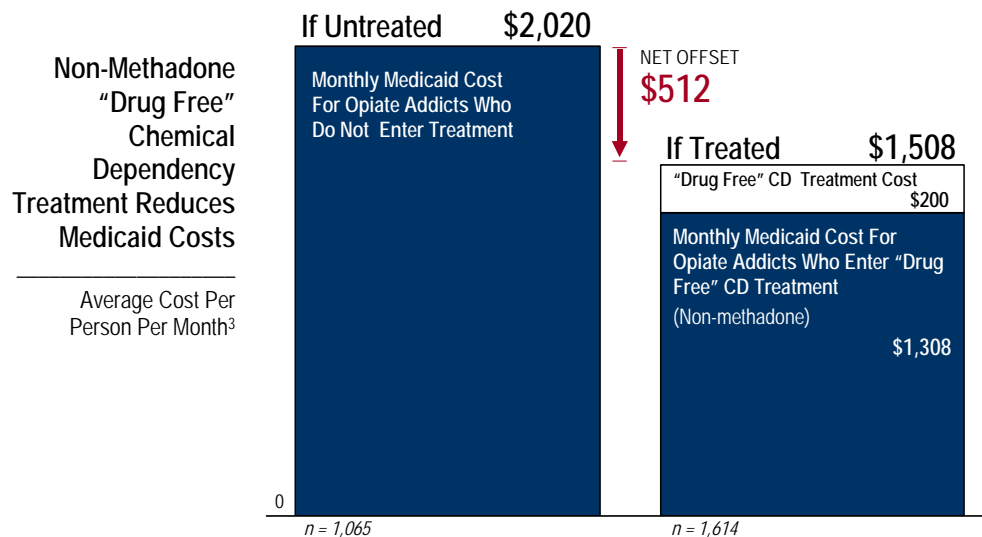 Non-Methadone
“Drug Free”
Chemical
Dependency
Treatment Reduces
Medicaid Costs
Average Cost Per
Person Per Month3
If Untreated $2,020
Monthly Medicaid Cost
For Opiate Addicts Who
Do Not Enter Treatment
NET OFFSET
$512
If Treated $1,508
“Drug Free” CD Treatment Cost
$200
Monthly Medicaid Cost For
Opiate Addicts Who Enter “Drug
Free” CD Treatment
(Non-methadone)
$1,308
0
n = 1,065
n = 1,614